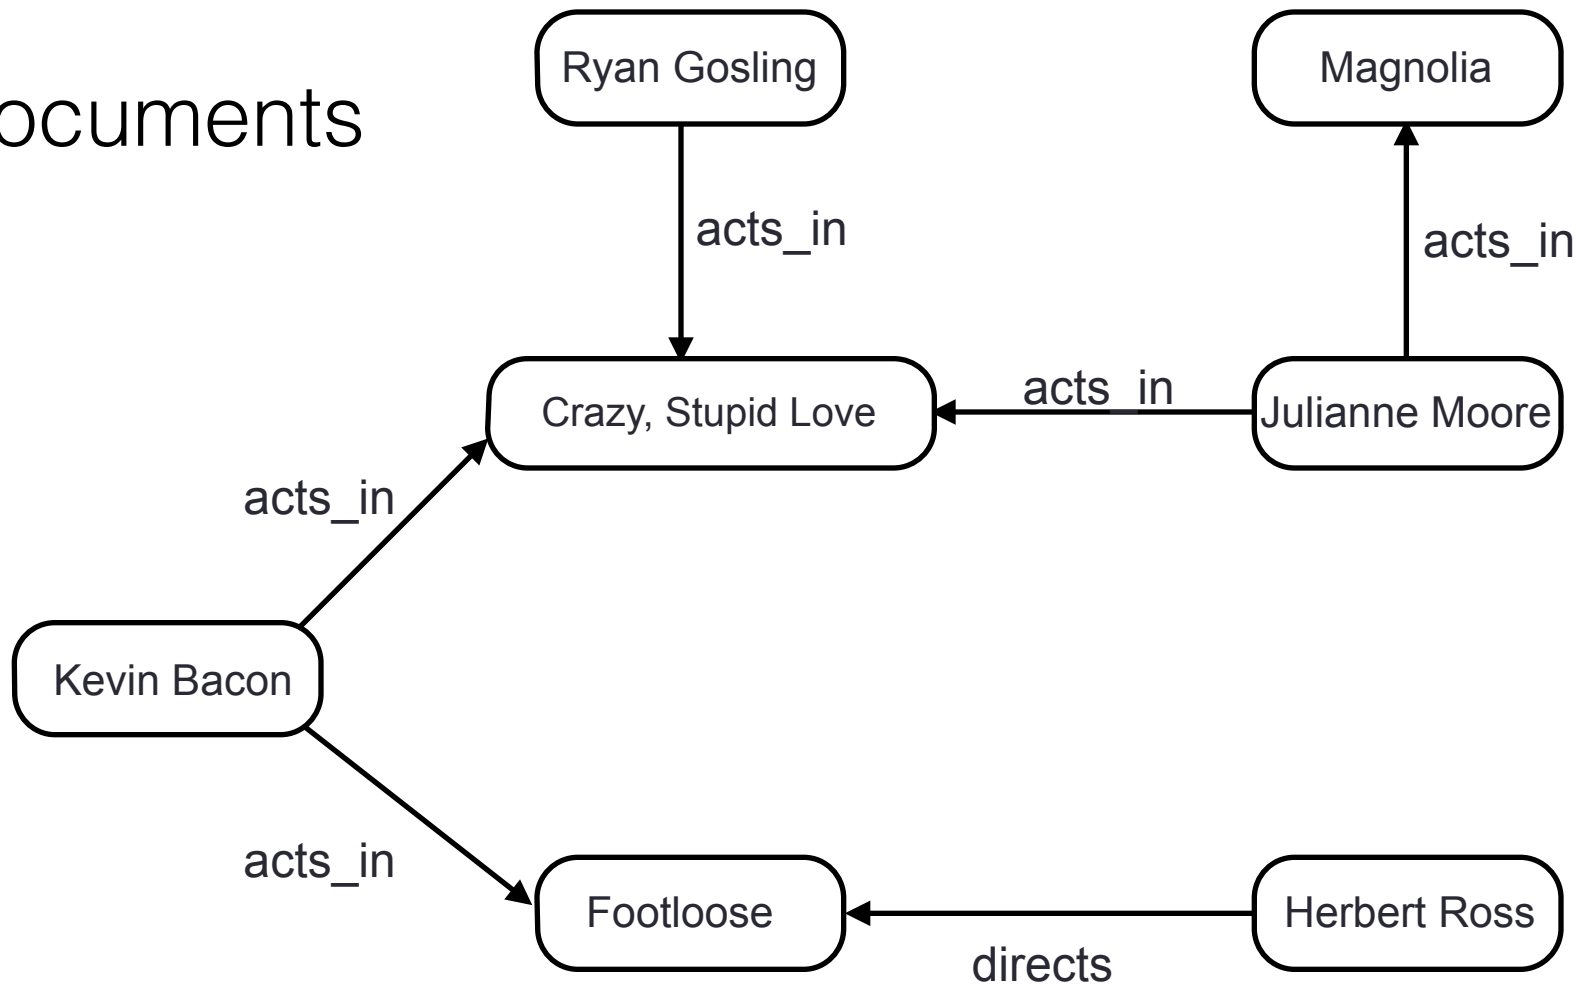 ocuments
Ryan Gosling
Magnolia
acts_in
acts_in
acts_in
Crazy, Stupid Love
Julianne Moore
acts_in
Kevin Bacon
acts_in
Footloose
Herbert Ross
directs